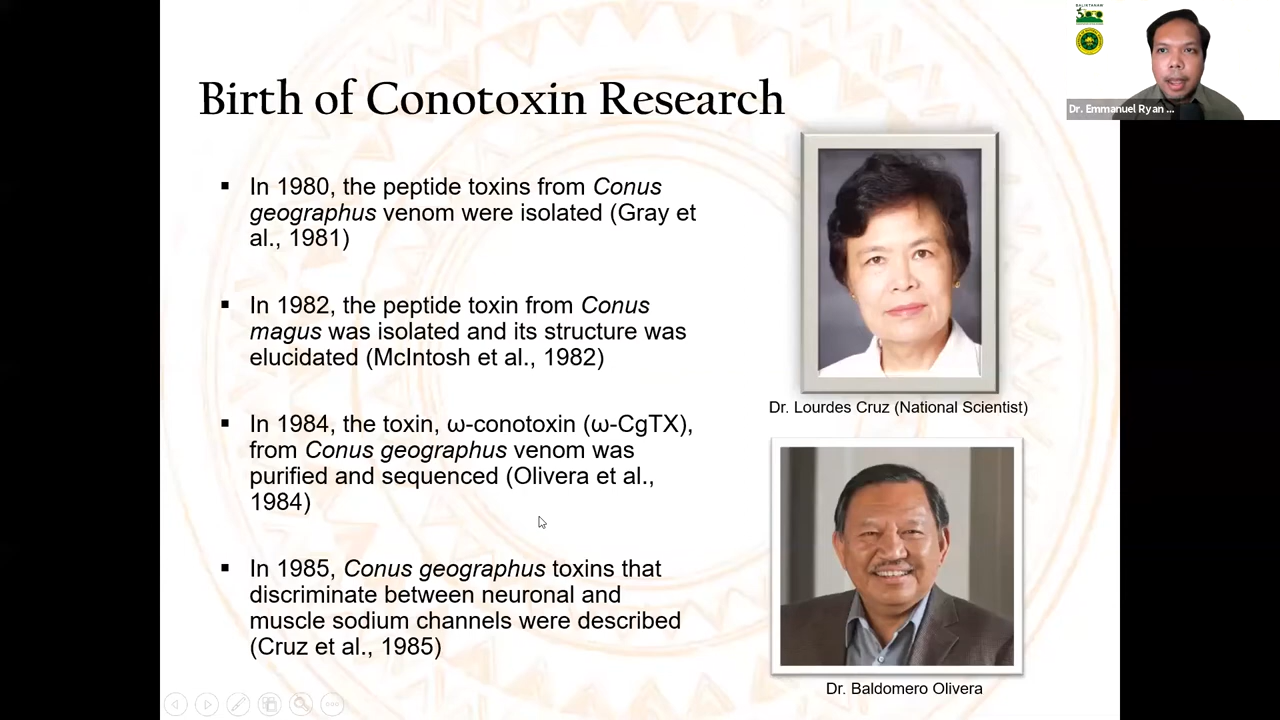 Birth of Conotoxin Research
In 1980, the peptide toxins from Conus
geographus venom were isolated (Gray et
al., 1981)
In 1982, the peptide toxin from Conus
magus was isolated and its structure was
elucidated (McIntosh et al., 1982)
In 1984, the toxin, ω-conotoxin (ω-CgTX),
from Conus geographus venom was
purified and sequenced (Olivera et al.,
1984)
In 1985, Conus geographus toxins that
discriminate between neuronal and
muscle sodium channels were described
(Cruz et al., 1985)
Dr. Lourdes Cruz (National Scientist)
Dr. Baldomero Olivera
Dr. Emmanuel Ryan ...